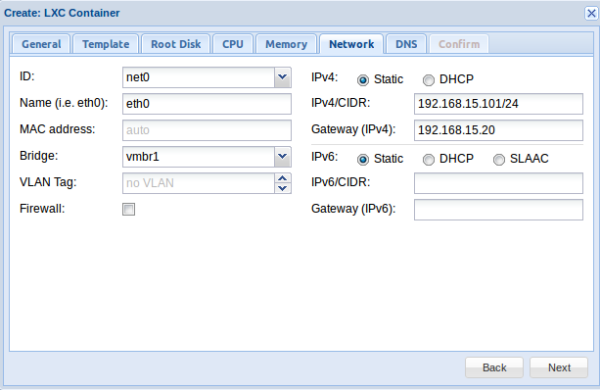 Create: LXC Container
General Template Root Disk CPU Memory Network DNS Confirm
ID: net0 IPv4: Static DHCP
Name (i.e. eth0): eth0 IPv4/CIDR: 192.168.15.101/24
MAC address: auto Gateway (IPv4): 192.168.15.20
Bridge: vmbr1 IPv6: Static DHCP SLAAC
VLAN Tag: no VLAN IPv6/CIDR:
Firewall: Gateway (IPv6):
Back Next